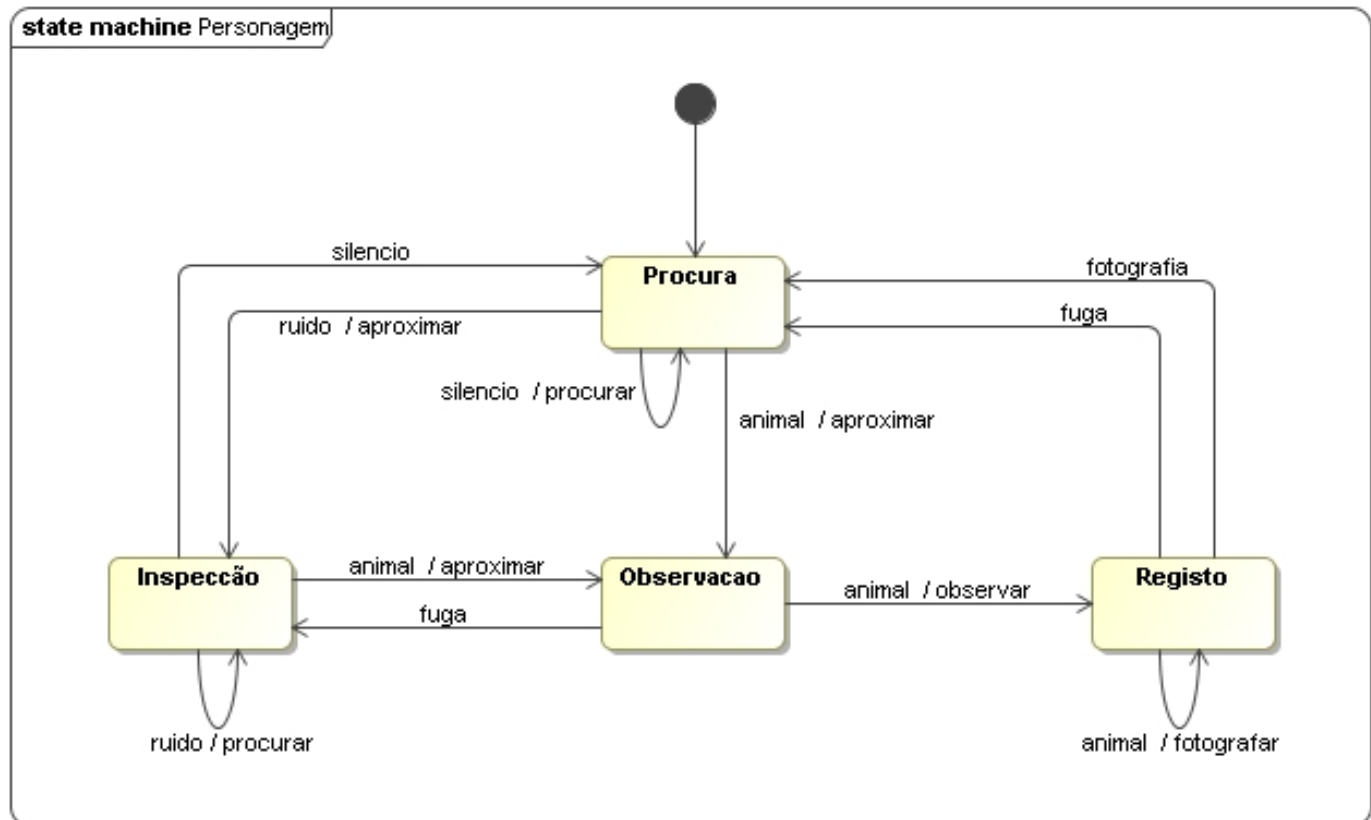 state machine Personagem
silencio
Procura
fotografia
ruido / aproximar
fuga
silencio / procurar
animal / aproximar
Inspecção
animal / aproximar
fuga
Observacao
animal / observar
Registo
ruido / procurar
animal / fotografar